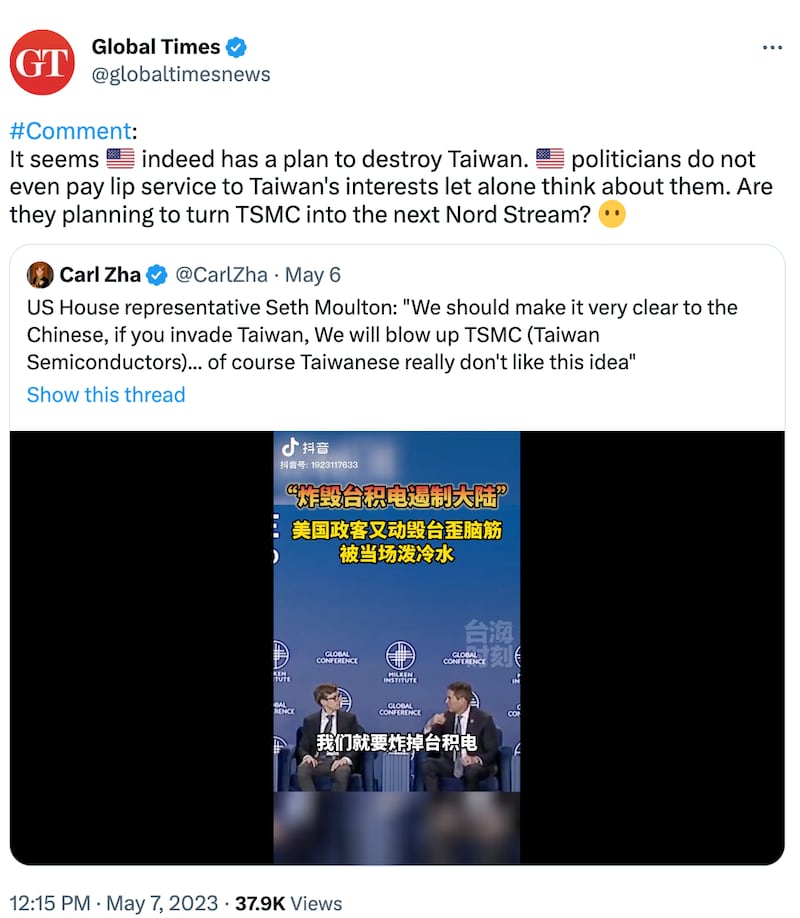 GT
Global Times
@globaltimesnews
#Comment:
It seems 🇺🇸 indeed has a plan to destroy Taiwan. 🇺🇸 politicians do not
even pay lip service to Taiwan's interests let alone think about them. Are
they planning to turn TSMC into the next Nord Stream? 😶
Carl Zha @CarlZha · May 6
US House representative Seth Moulton: "We should make it very clear to the
Chinese, if you invade Taiwan, We will blow up TSMC (Taiwan
Semiconductors)... of course Taiwanese really don't like this idea"
Show this thread
抖音
抖音号: 1923117633
“炸毁台积电遏制大陆”
美国政客又动毁台歪脑筋
被当场泼冷水
台海
时刻
GLOBAL
CONFERENCE
MILKEN
INSTITUTE
GLOBAL
CONFERENCE
GLOBAL
CONFERENCE
我们就要炸掉台积电
12:15 PM · May 7, 2023 · 37.9K Views